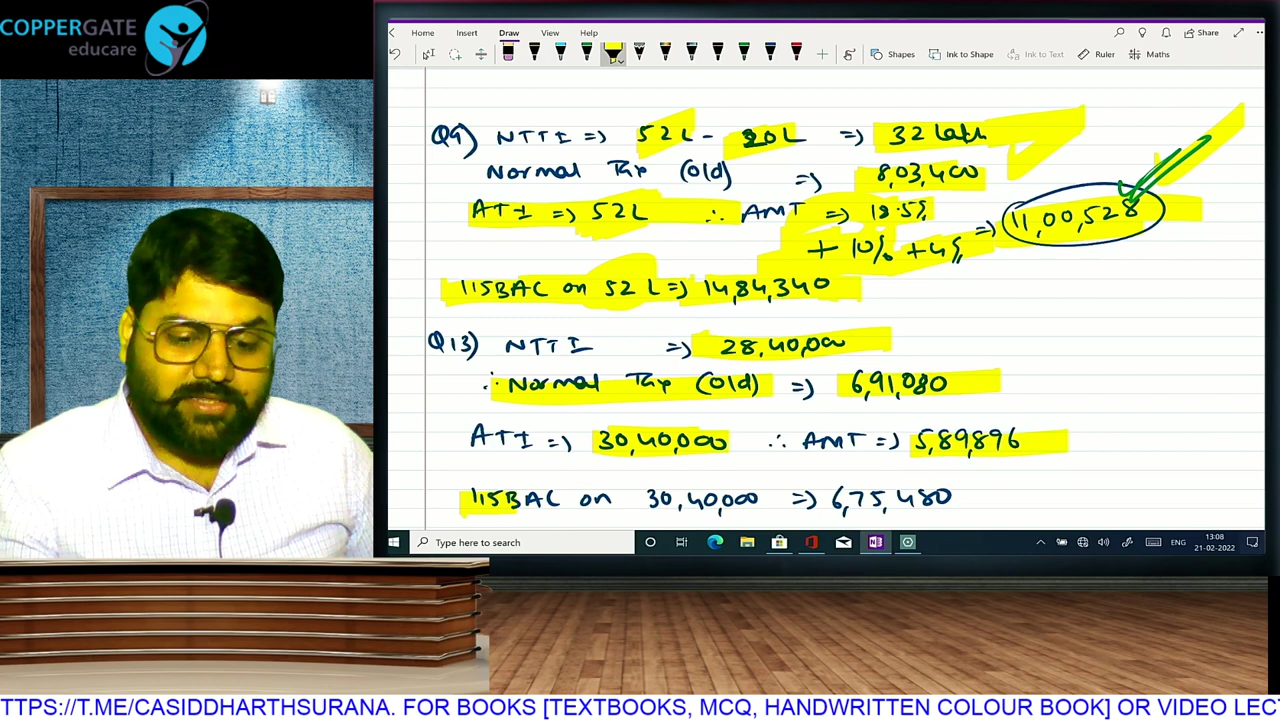 COPPERGATE
educare
Home Insert Draw View Help Share
Shapes Ink to Shape Ink to Text Ruler Maths
Q9) NTTI => 52L - 20L => 32 lakh
Normal Tax (old) => 8,03,400
ATI => 52L ∴ AMT => 18.5% => 11,00,528
+ 10% + 4%
115BAC on 52 L => 14,84,340
Q13) NTTI => 28,40,000
∴ Normal Tax (old) => 6,91,080
ATI => 30,40,000 ∴ AMT => 5,89,896
115BAC on 30,40,000 => 6,75,480
Type here to search
ENG
13:08
21-02-2022
TTPS://T.ME/CASIDDHARTHSURANA. FOR BOOKS [TEXTBOOKS, MCQ, HANDWRITTEN COLOUR BOOK] OR VIDEO LEC